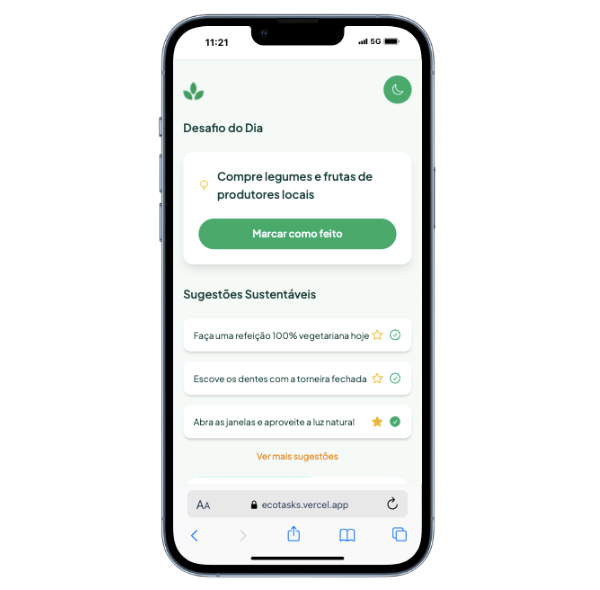 11:21
5G
Desafio do Dia
Compre legumes e frutas de
produtores locais
Marcar como feito
Sugestões Sustentáveis
Faça uma refeição 100% vegetariana hoje
Escove os dentes com a torneira fechada
Abra as janelas e aproveite a luz natural
Ver mais sugestões
AA
ecotasks.vercel.app